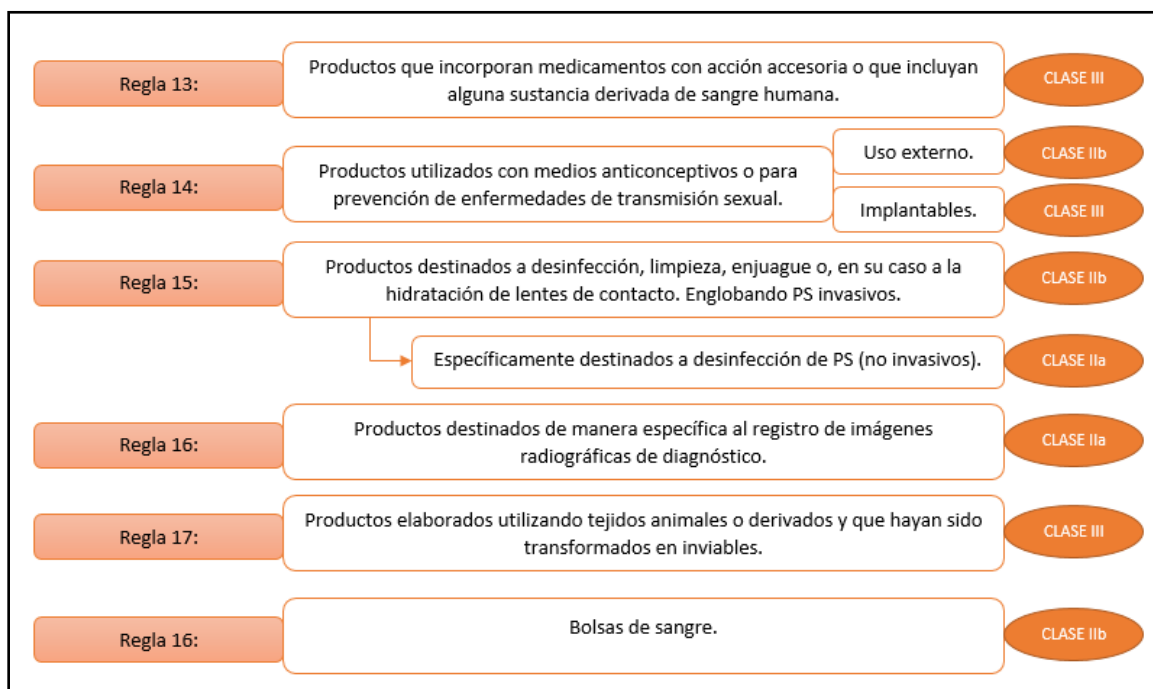 Regla 13:
Productos que incorporan medicamentos con acción accesoria o que incluyan
alguna sustancia derivada de sangre humana.
CLASE III
Regla 14:
Productos utilizados con medios anticonceptivos o para
prevención de enfermedades de transmisión sexual.
Uso externo.
CLASE IIb
Implantables.
CLASE III
Regla 15:
Productos destinados a desinfección, limpieza, enjuague o, en su caso a la
hidratación de lentes de contacto. Englobando PS invasivos.
CLASE IIb
Específicamente destinados a desinfección de PS (no invasivos).
CLASE IIa
Regla 16:
Productos destinados de manera específica al registro de imágenes
radiográficas de diagnóstico.
CLASE IIa
Regla 17:
Productos elaborados utilizando tejidos animales o derivados y que hayan sido
transformados en inviables.
CLASE III
Regla 16:
Bolsas de sangre.
CLASE IIb